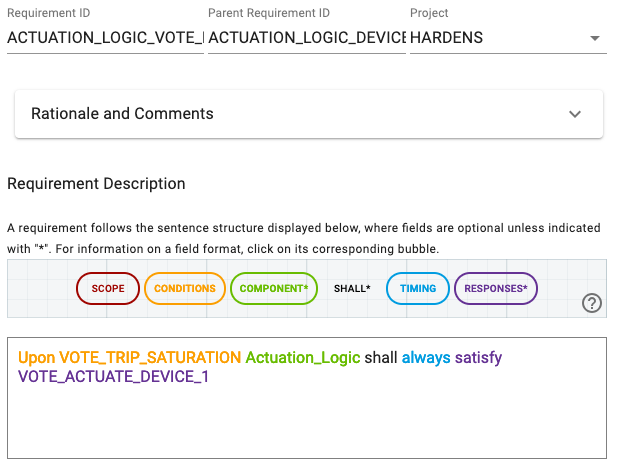 Requirement ID Parent Requirement ID Project
ACTUATION_LOGIC_VOTE_ ACTUATION_LOGIC_DEVICE HARDENS
Rationale and Comments
Requirement Description
A requirement follows the sentence structure displayed below, where fields are optional unless indicated
with "*". For information on a field format, click on its corresponding bubble.
SCOPE CONDITIONS COMPONENT* SHALL* TIMING RESPONSES*
?
Upon VOTE_TRIP_SATURATION Actuation_Logic shall always satisfy
VOTE_ACTUATE_DEVICE_1